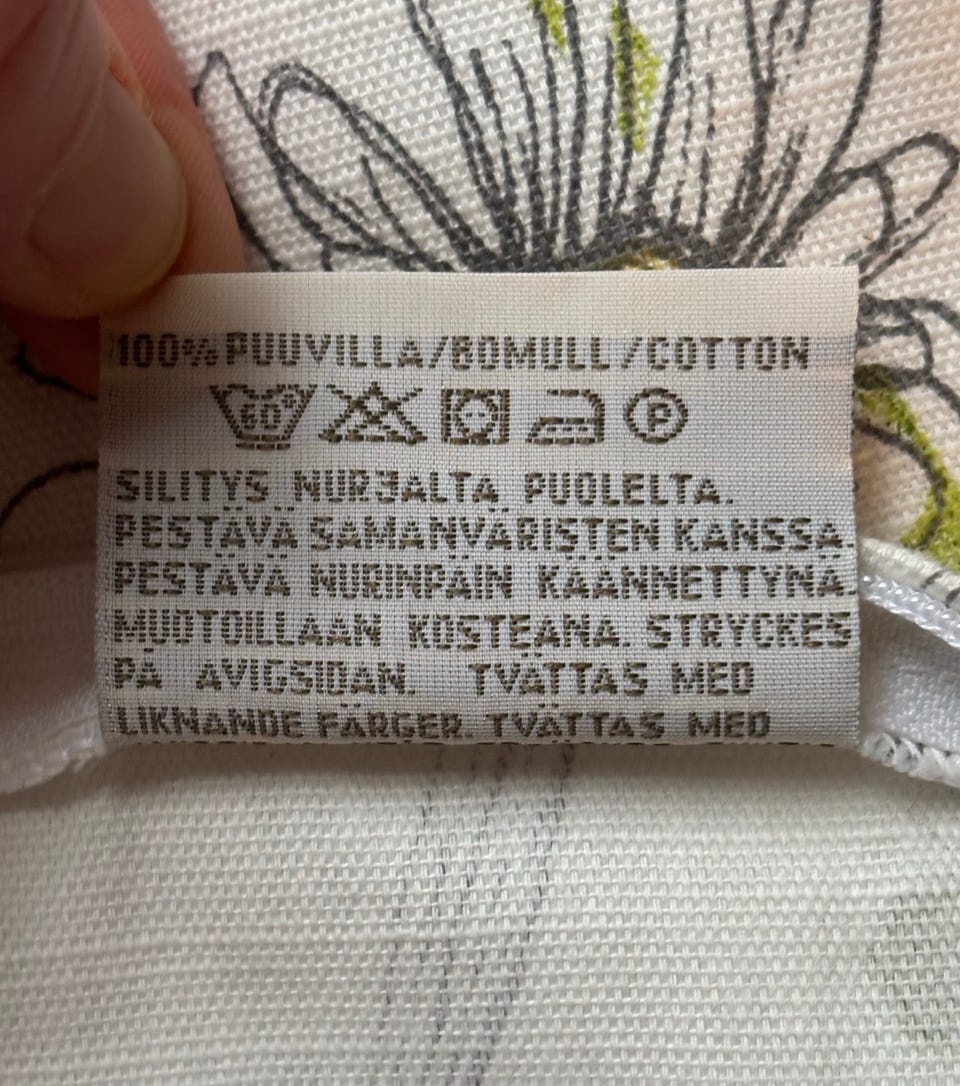 100% PUUVILLA/BOMULL/COTTON
60° P
SILITYS NURJALTA PUOLELTA.
PESTÄVÄ SAMANVÄRISTEN KANSSA
PESTÄVÄ NURINPÄIN KÄÄNNETTYNÄ.
MUOTOILLAAN KOSTEANA. STRYCKES
PÅ AVIGSIDAN. TVÄTTAS MED
LIKNANDE FÄRGER. TVÄTTAS MED